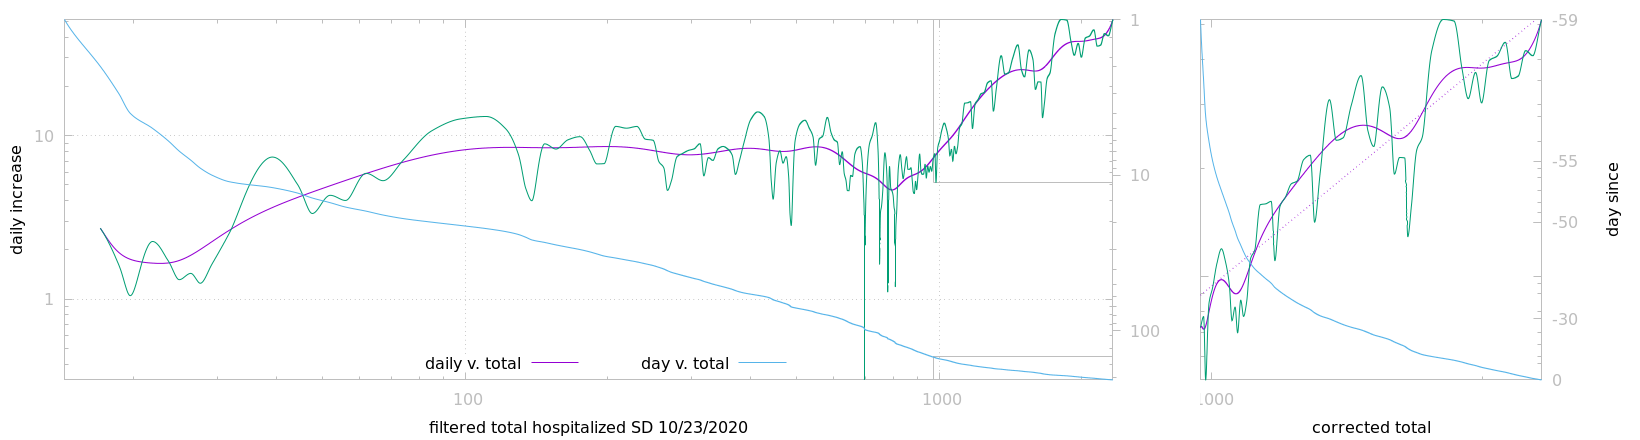 daily increase
10
1
1
10
100
daily v. total
day v. total
100
1000
filtered total hospitalized SD 10/23/2020
-59
-55
-50
-30
0
day since
1000
corrected total